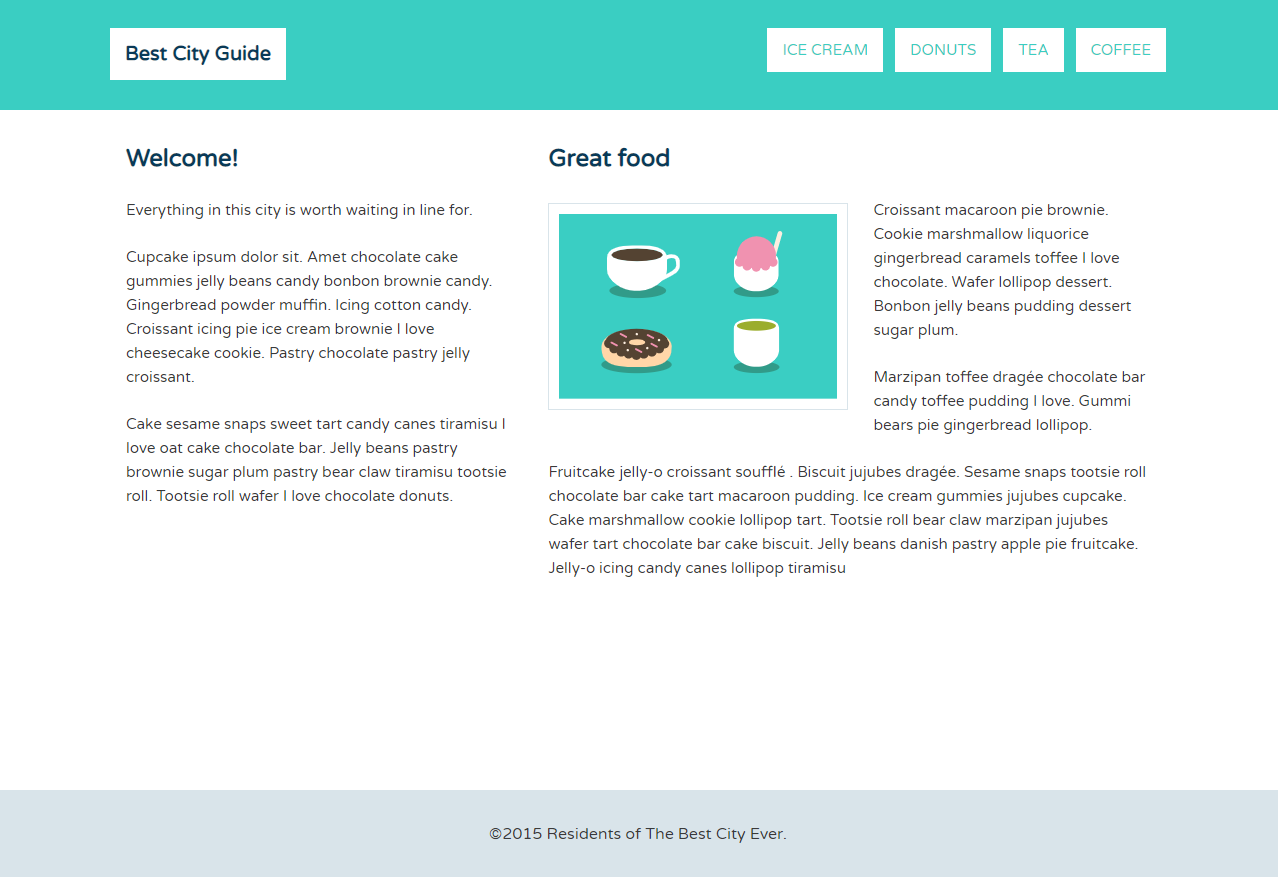 Best City Guide
ICE CREAM
DONUTS
TEA
COFFEE
Welcome!
Everything in this city is worth waiting in line for.
Cupcake ipsum dolor sit. Amet chocolate cake
gummies jelly beans candy bonbon brownie candy.
Gingerbread powder muffin. Icing cotton candy.
Croissant icing pie ice cream brownie I love
cheesecake cookie. Pastry chocolate pastry jelly
croissant.
Cake sesame snaps sweet tart candy canes tiramisu I
love oat cake chocolate bar. Jelly beans pastry
brownie sugar plum pastry bear claw tiramisu tootsie
roll. Tootsie roll wafer I love chocolate donuts.
Great food
Croissant macaroon pie brownie.
Cookie marshmallow liquorice
gingerbread caramels toffee I love
chocolate. Wafer lollipop dessert.
Bonbon jelly beans pudding dessert
sugar plum.
Marzipan toffee dragée chocolate bar
candy toffee pudding I love. Gummi
bears pie gingerbread lollipop.
Fruitcake jelly-o croissant soufflé . Biscuit jujubes dragée. Sesame snaps tootsie roll
chocolate bar cake tart macaroon pudding. Ice cream gummies jujubes cupcake.
Cake marshmallow cookie lollipop tart. Tootsie roll bear claw marzipan jujubes
wafer tart chocolate bar cake biscuit. Jelly beans danish pastry apple pie fruitcake.
Jelly-o icing candy canes lollipop tiramisu
©2015 Residents of The Best City Ever.